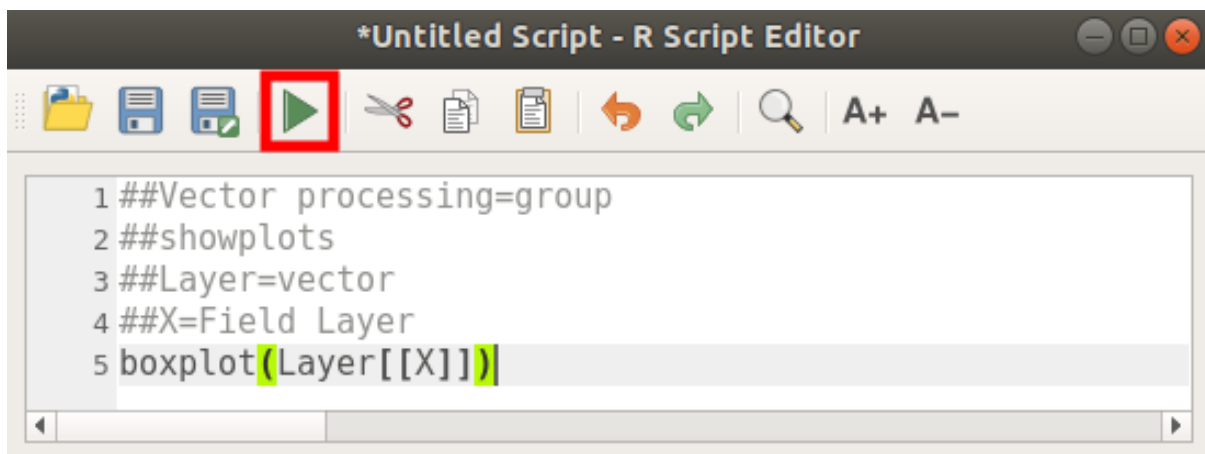 *Untitled Script - R Script Editor
A+ A-
1 ##Vector processing=group
2 ##showplots
3 ##Layer=vector
4 ##X=Field Layer
5 boxplot(Layer[[X]])